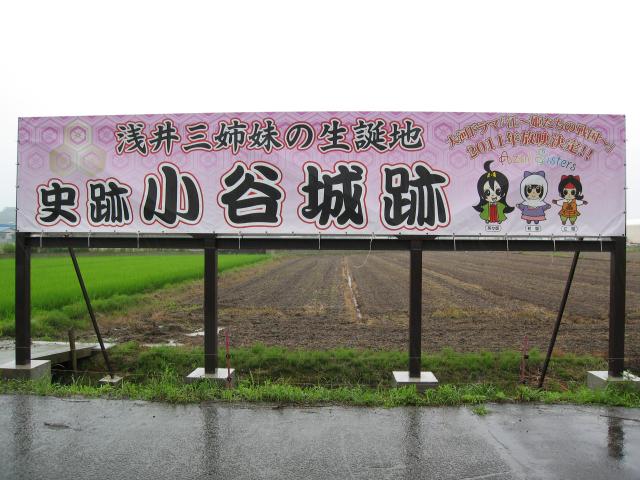 浅井三姉妹の生誕地
史跡 小谷城跡
大河ドラマ「江～姫たちの戦国～」
2011年放映決定!!
Azai Sisters